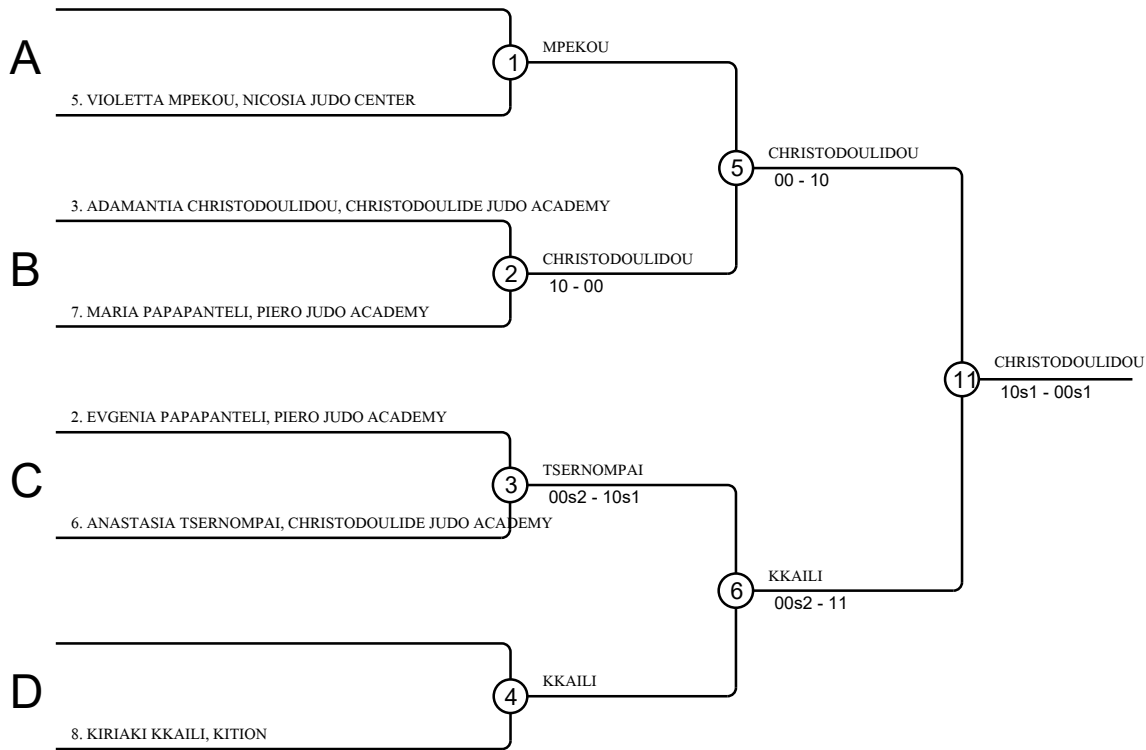 A
1
MPEKOU
5. VIOLETTA MPEKOU, NICOSIA JUDO CENTER
5
CHRISTODOULIDOU
00 - 10
3. ADAMANTIA CHRISTODOULIDOU, CHRISTODOULIDE JUDO ACADEMY
B
2
CHRISTODOULIDOU
10 - 00
7. MARIA PAPAPANTELI, PIERO JUDO ACADEMY
11
CHRISTODOULIDOU
10s1 - 00s1
2. EVGENIA PAPAPANTELI, PIERO JUDO ACADEMY
C
3
TSERNOMPAI
00s2 - 10s1
6. ANASTASIA TSERNOMPAI, CHRISTODOULIDE JUDO ACADEMY
6
KKAILI
00s2 - 11
D
4
KKAILI
8. KIRIAKI KKAILI, KITION